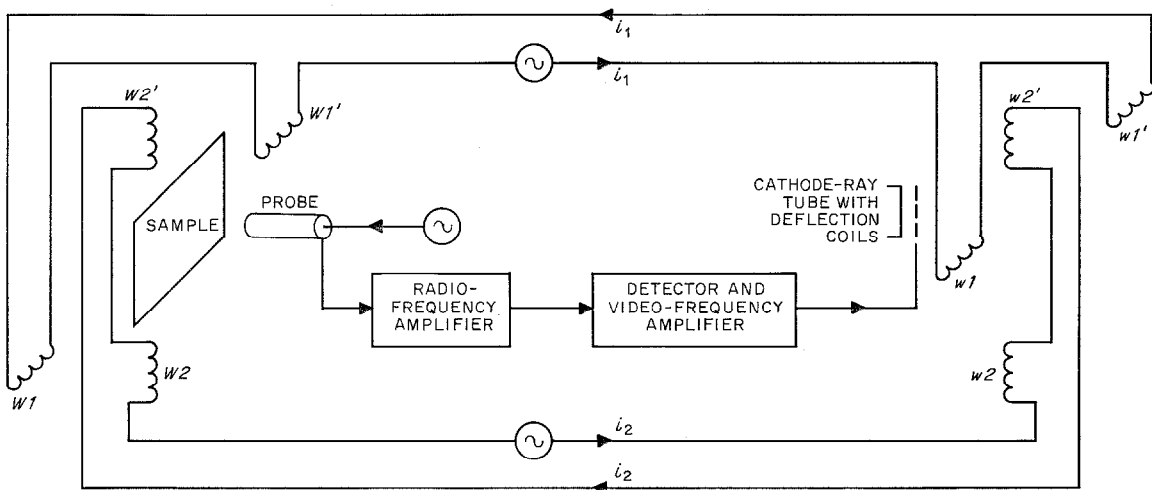 i₁
i₁
W2'
W1'
w2'
w1'
SAMPLE
PROBE
CATHODE-RAY
TUBE WITH
DEFLECTION
COILS
RADIO-
FREQUENCY
AMPLIFIER
DETECTOR AND
VIDEO-FREQUENCY
AMPLIFIER
w1
W1
W2
w2
i₂
i₂